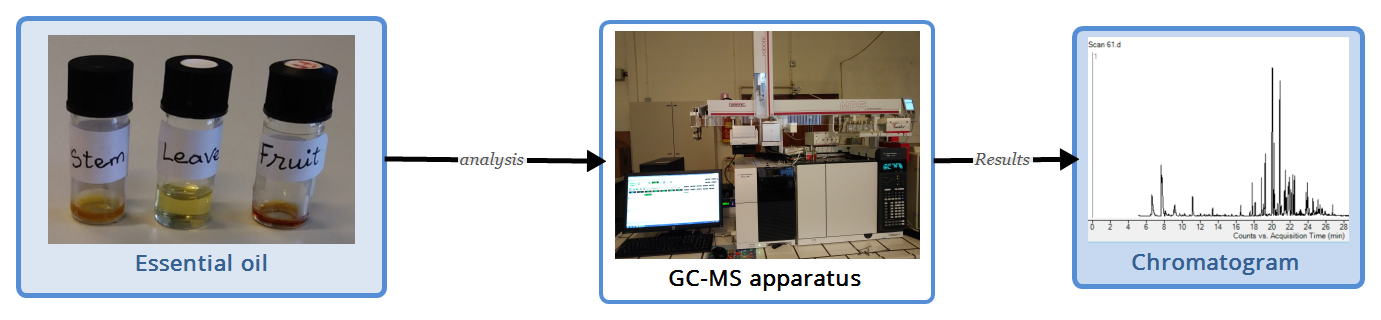 Stem
Leave
Fruit
Essential oil
analysis
GC-MS apparatus
Results
Scan 61.d
1
0 2 4 6 8 10 12 14 16 18 20 22 24 26 28
Counts vs. Acquisition Time (min)
Chromatogram